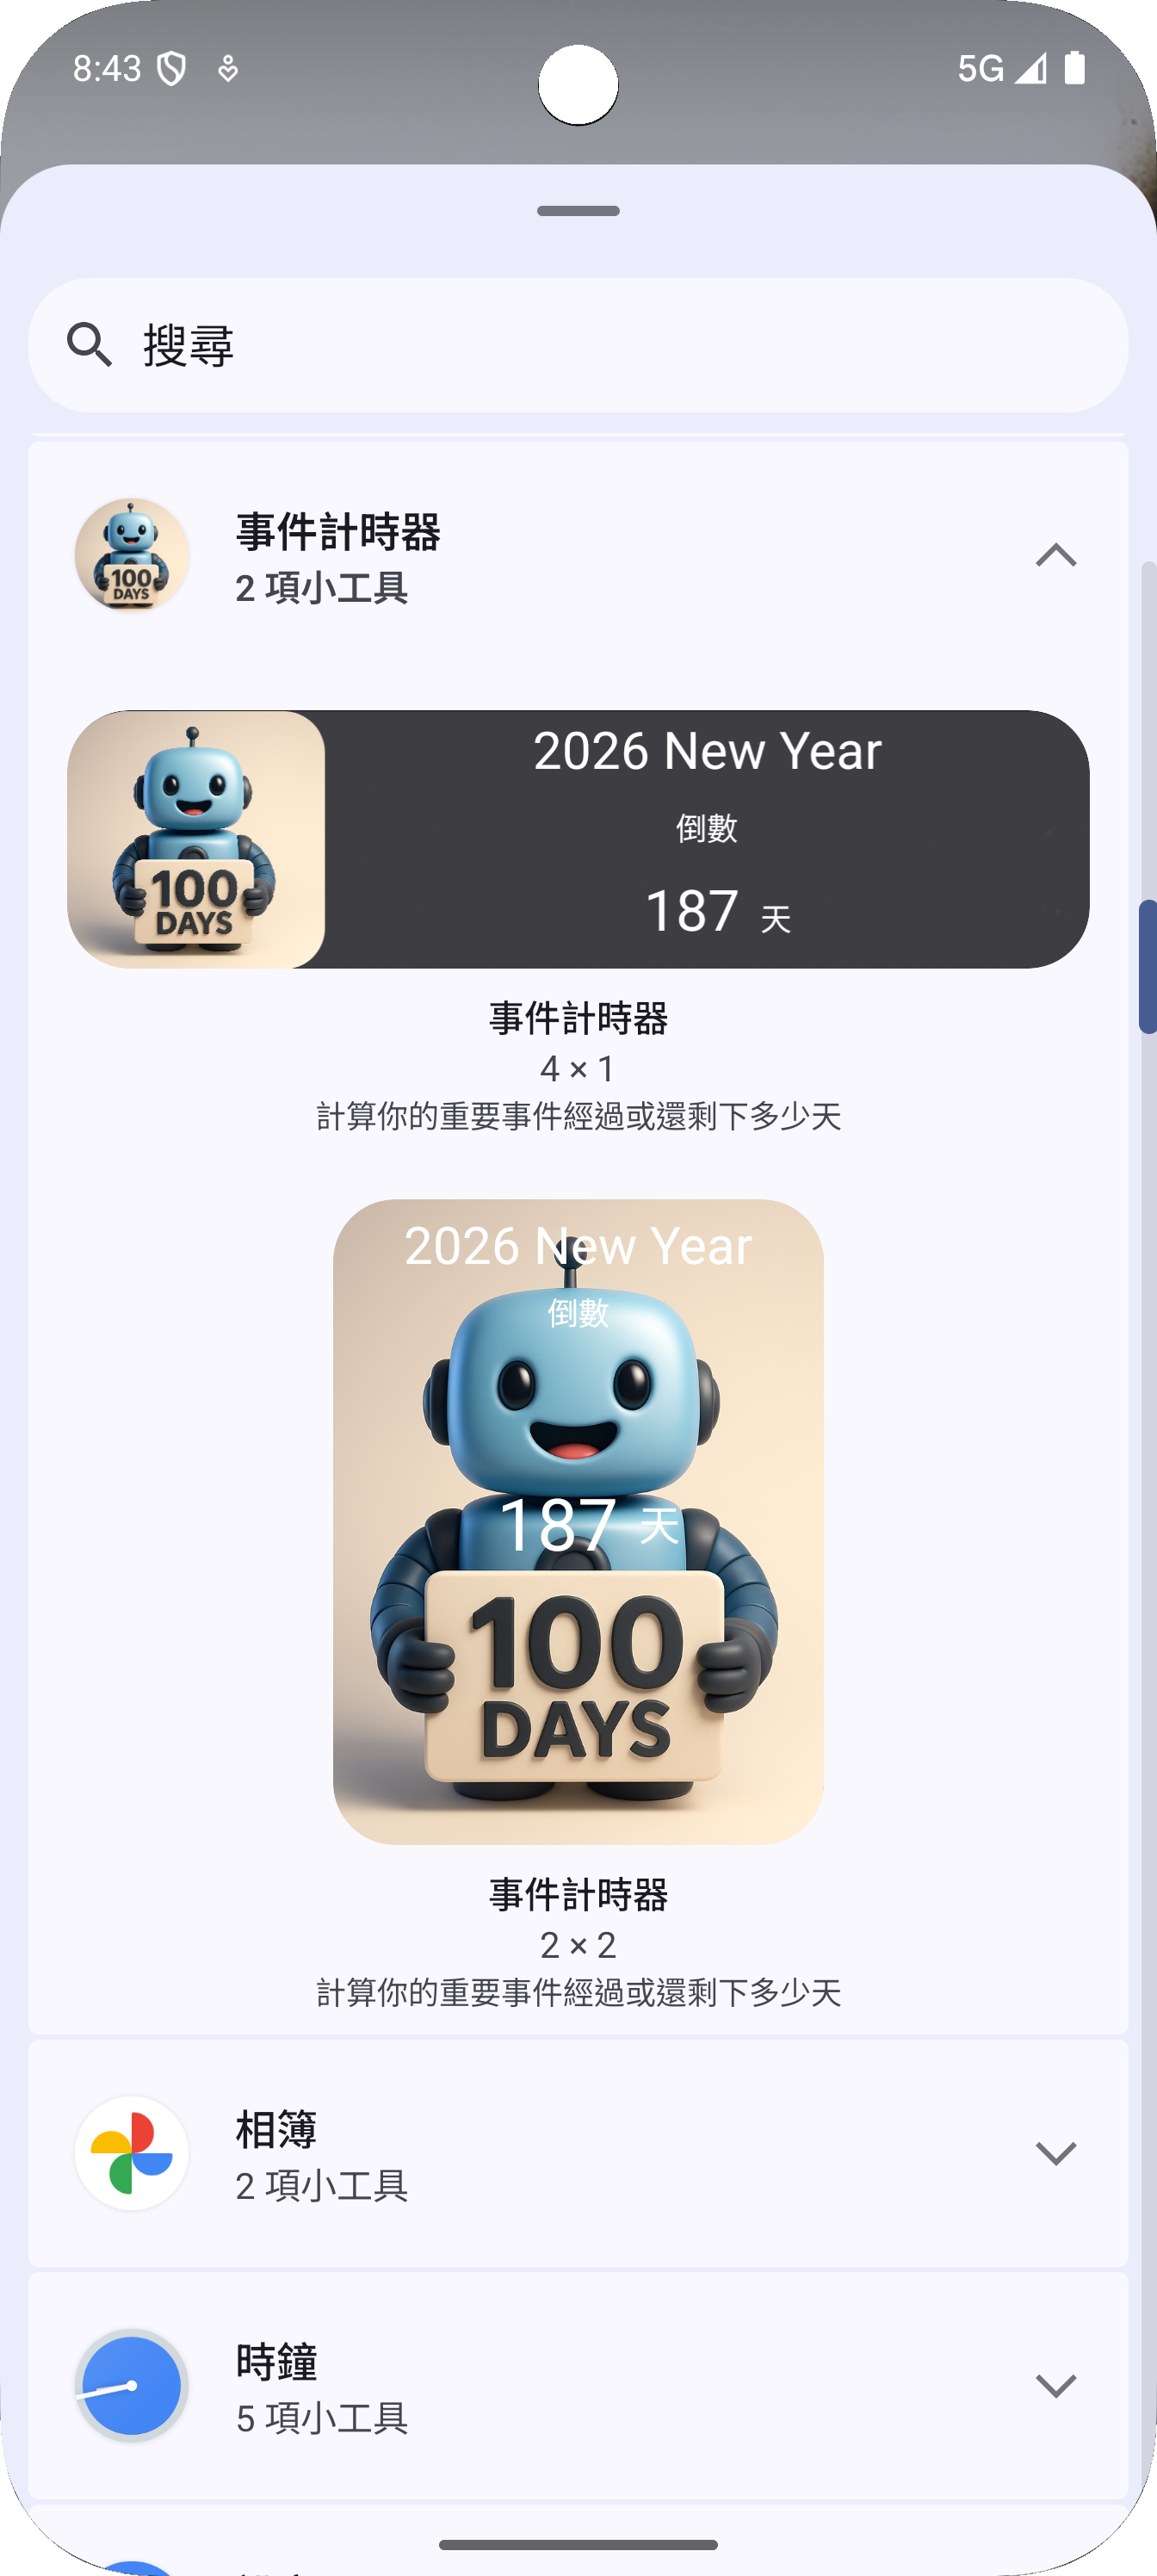 8:43
5G
搜尋
100
DAYS
事件計時器
2 項小工具
100
DAYS
2026 New Year
倒數
187 天
事件計時器
4 × 1
計算你的重要事件經過或還剩下多少天
2026 New Year
倒數
187 天
100
DAYS
事件計時器
2 × 2
計算你的重要事件經過或還剩下多少天
相簿
2 項小工具
時鐘
5 項小工具